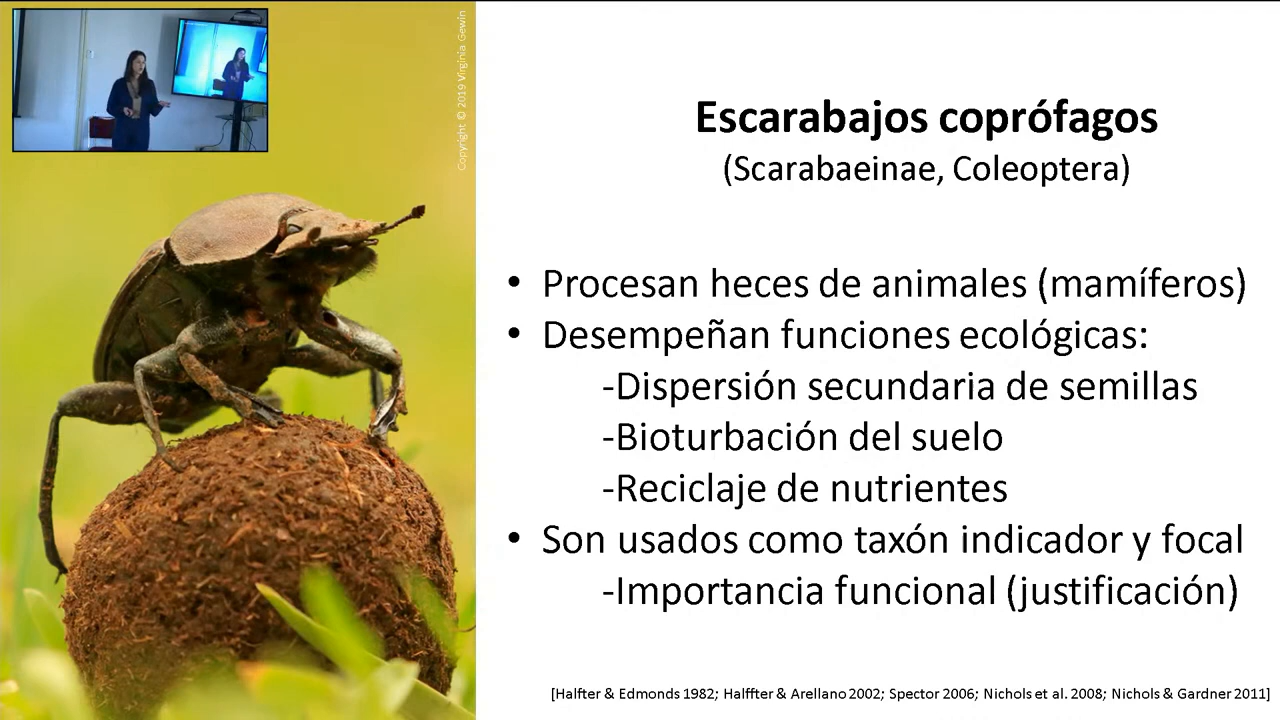 Copyright © 2019 Virginia Gewin
Escarabajos coprófagos
(Scarabaeinae, Coleoptera)
• Procesan heces de animales (mamíferos)
• Desempeñan funciones ecológicas:
-Dispersión secundaria de semillas
-Bioturbación del suelo
-Reciclaje de nutrientes
• Son usados como taxón indicador y focal
-Importancia funcional (justificación)
[Halfter & Edmonds 1982; Halffter & Arellano 2002; Spector 2006; Nichols et al. 2008; Nichols & Gardner 2011]